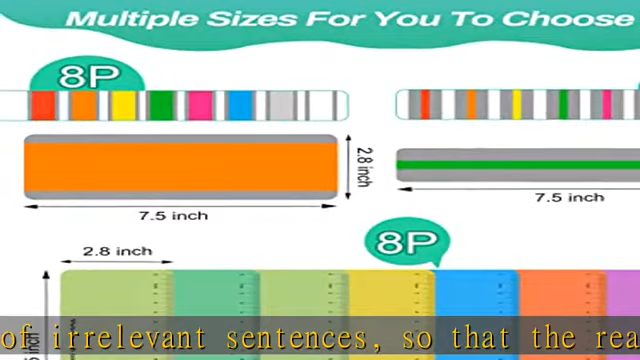 Multiple Sizes For You To Choose
8P
2.8 inch
7.5 inch
7.5 inch
8P
2.8 inch
of irrelevant sentences, so that the rea
inch